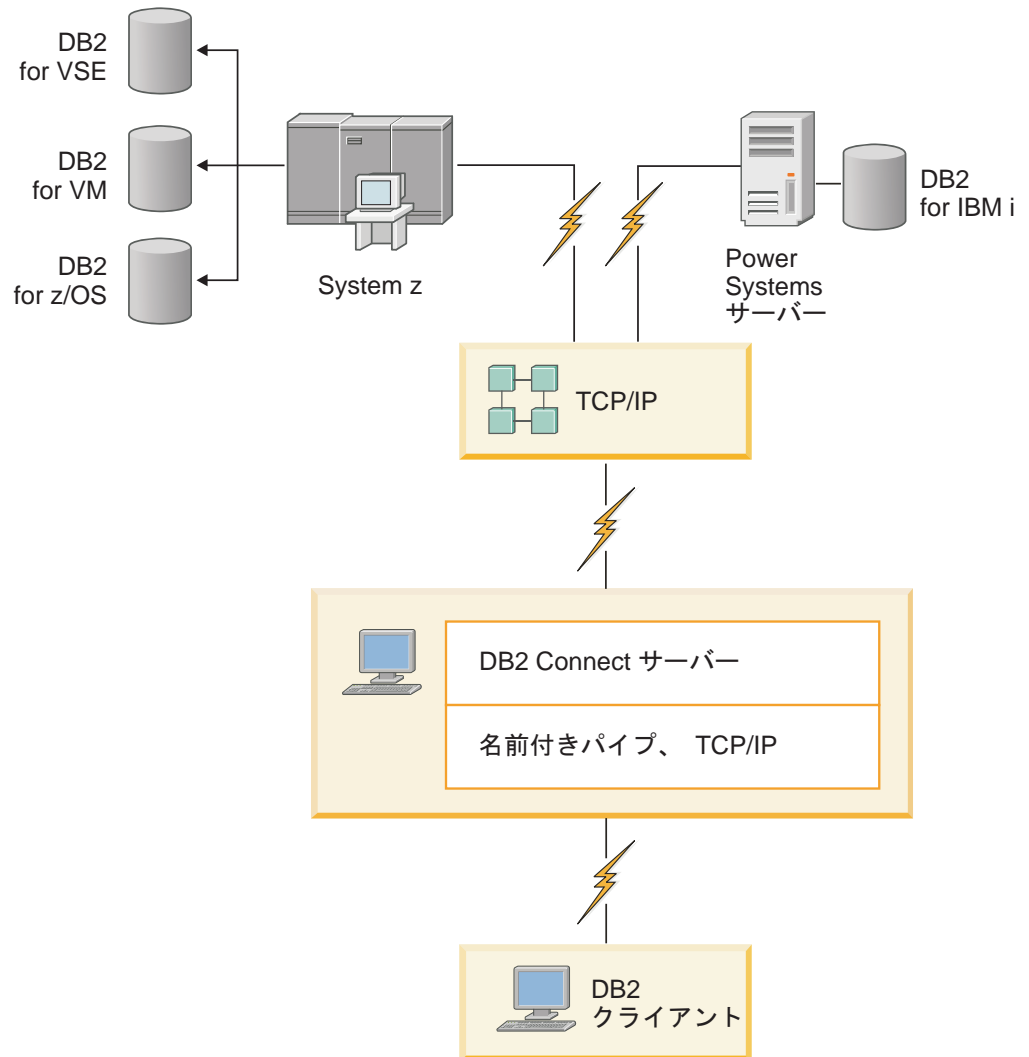 DB2
for VSE
DB2
for VM
DB2
for z/OS
System z
Power
Systems
サーバー
DB2
for IBM i
TCP/IP
DB2 Connect サーバー
名前付きパイプ、 TCP/IP
DB2
クライアント